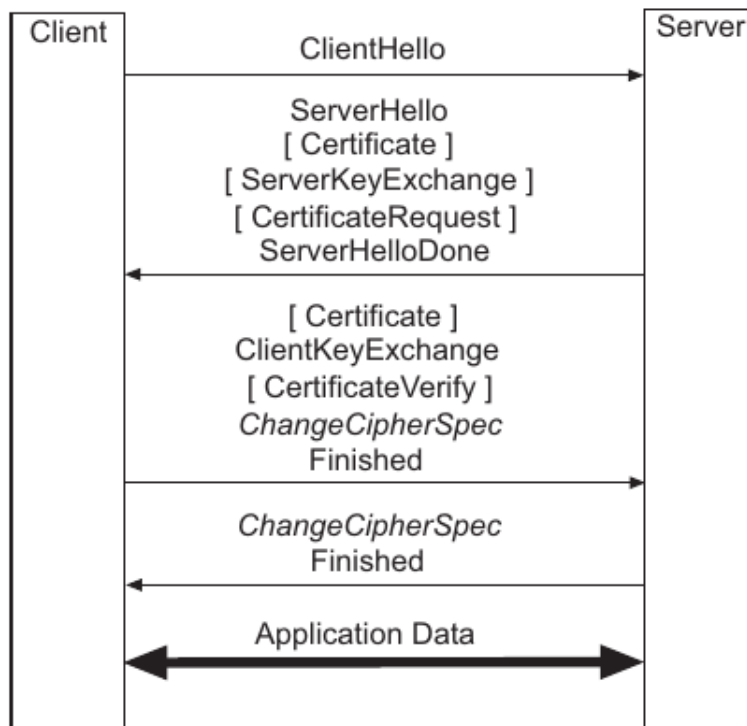 Client
Server
ClientHello
ServerHello
[ Certificate ]
[ ServerKeyExchange ]
[ CertificateRequest ]
ServerHelloDone
[ Certificate ]
ClientKeyExchange
[ CertificateVerify ]
ChangeCipherSpec
Finished
ChangeCipherSpec
Finished
Application Data